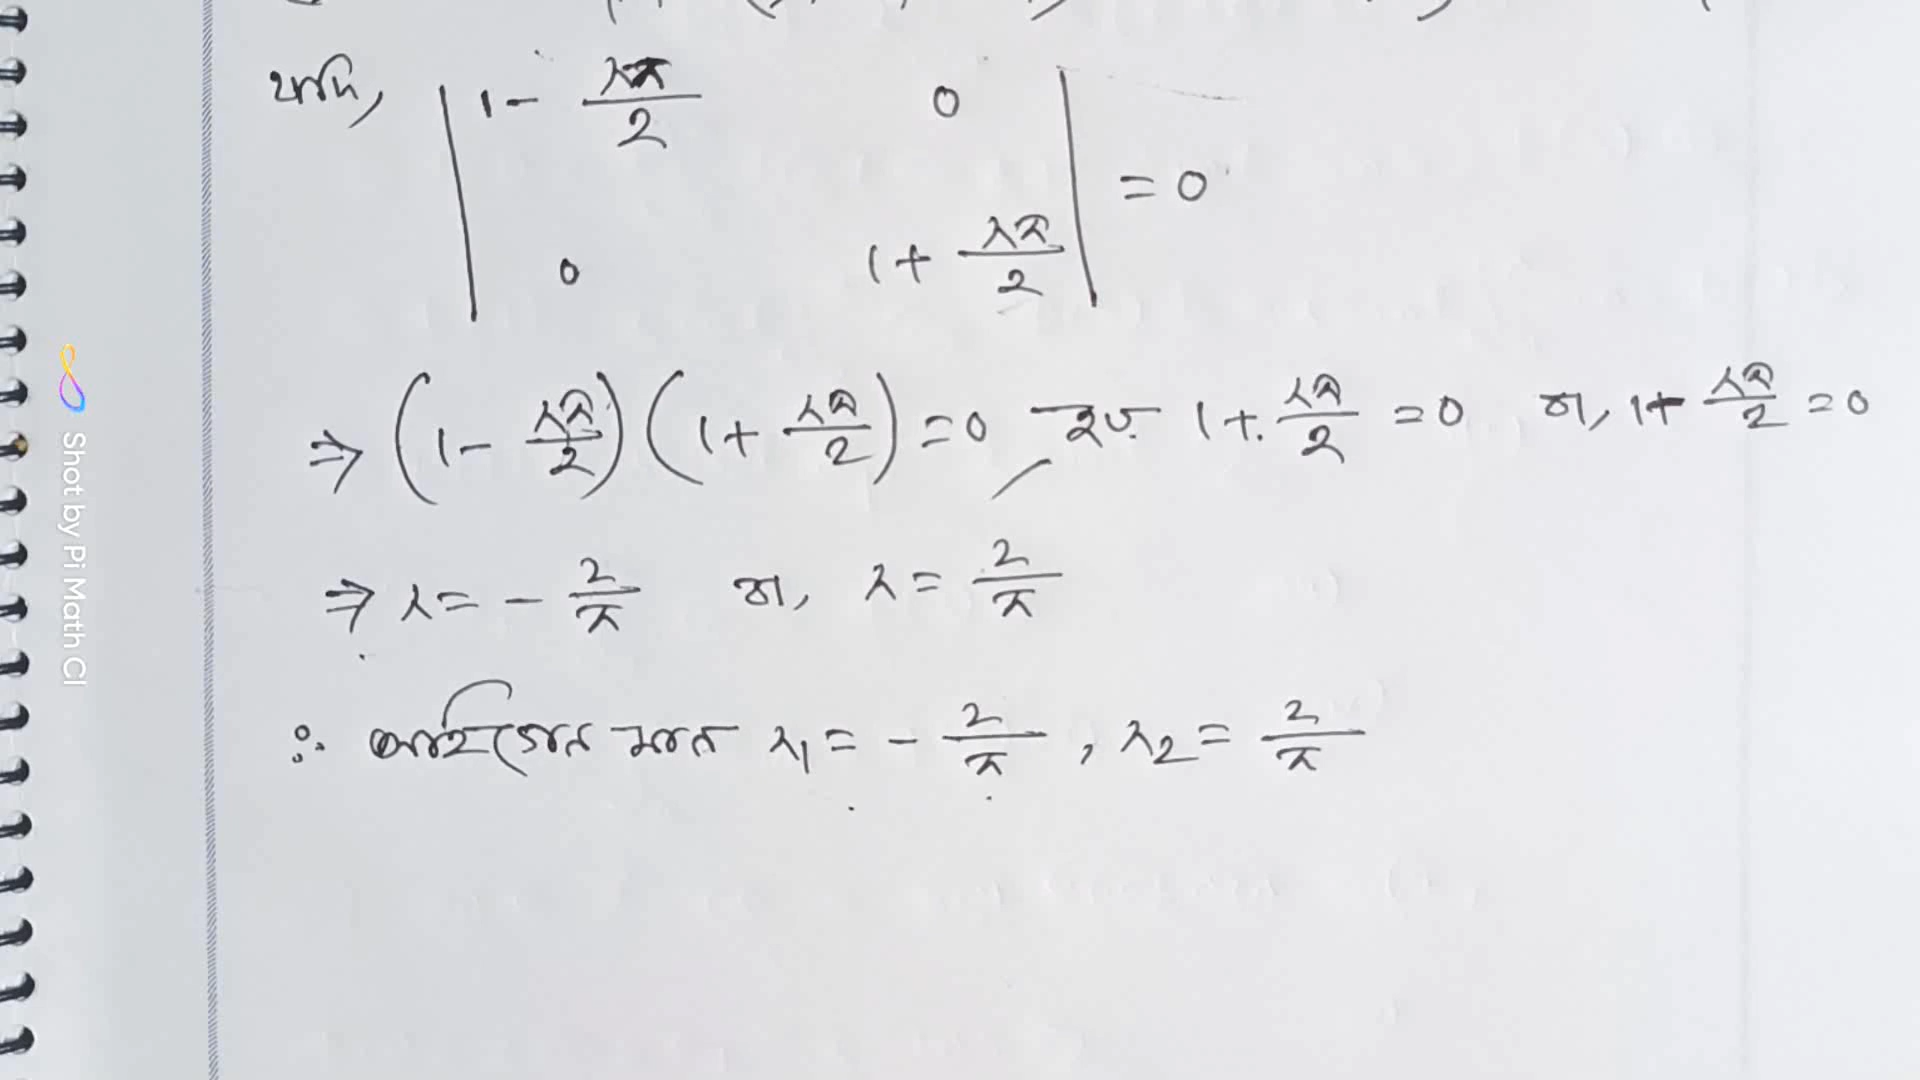 যদি, | 1 - λπ/2   0 |
| 0   1 + λπ/2 | = 0
⇒ (1 - λπ/2) (1 + λπ/2) = 0 হয় 1 + λπ/2 = 0 বা, 1 + λπ/2 = 0
⇒ λ = - 2/π বা, λ = 2/π
∴ আইগেন মান λ1 = - 2/π , λ2 = 2/π
Shot by Pi Math Cl